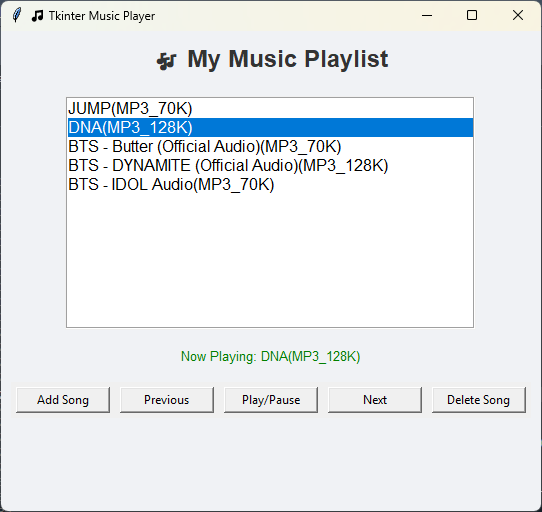 🎵 Tkinter Music Player
🎶 My Music Playlist
JUMP(MP3_70K)
DNA(MP3_128K)
BTS - Butter (Official Audio)(MP3_70K)
BTS - DYNAMITE (Official Audio)(MP3_128K)
BTS - IDOL Audio(MP3_70K)
Now Playing: DNA(MP3_128K)
Add Song Previous Play/Pause Next Delete Song